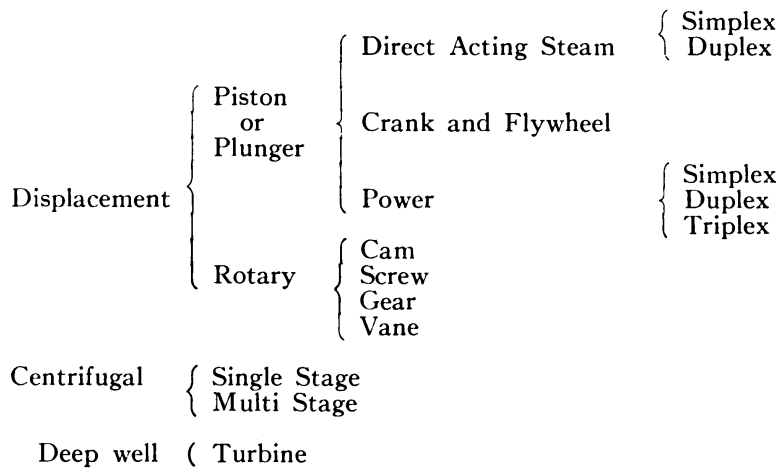 Simplex
Direct Acting Steam
Duplex
Piston
or
Plunger
Crank and Flywheel
Simplex
Displacement
Power
Duplex
Triplex
Cam
Rotary
Screw
Gear
Vane
Centrifugal
Single Stage
Multi Stage
Deep well ( Turbine